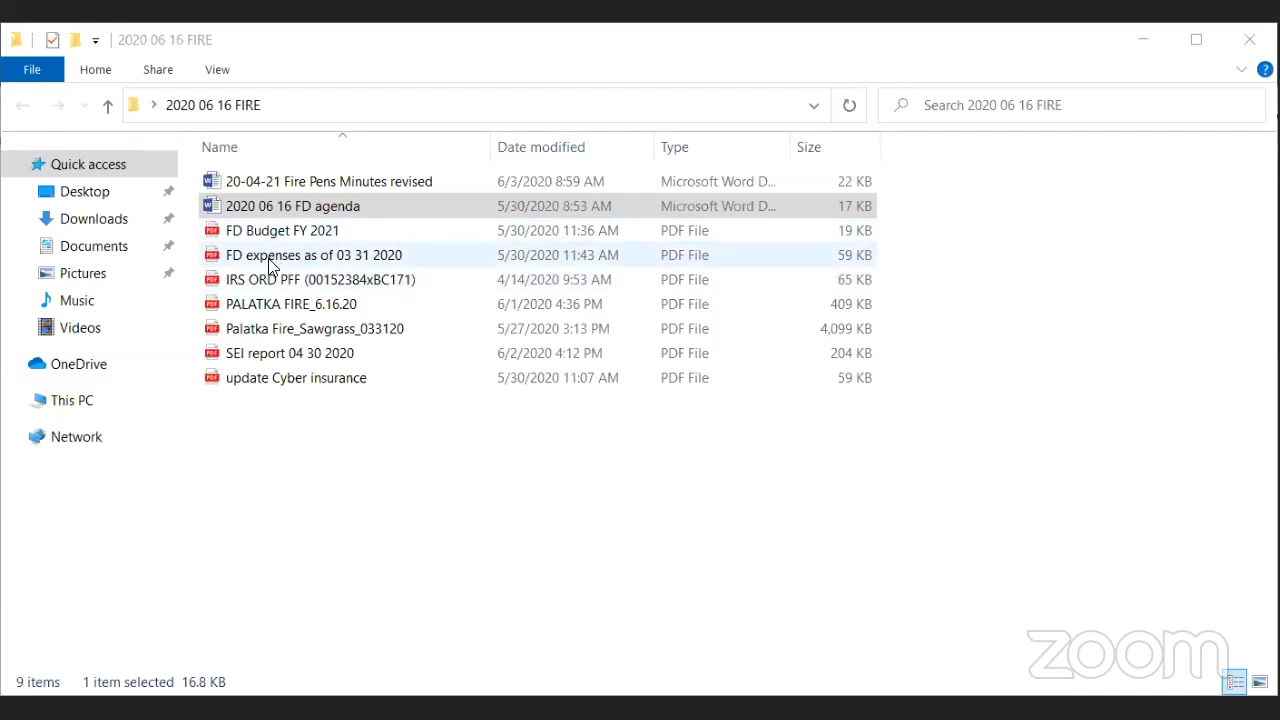 2020 06 16 FIRE
File Home Share View
2020 06 16 FIRE Search 2020 06 16 FIRE
Name Date modified Type Size
Quick access
Desktop
Downloads
Documents
Pictures
Music
Videos
OneDrive
This PC
Network
20-04-21 Fire Pens Minutes revised 6/3/2020 8:59 AM Microsoft Word D... 22 KB
2020 06 16 FD agenda 5/30/2020 8:53 AM Microsoft Word D... 17 KB
FD Budget FY 2021 5/30/2020 11:36 AM PDF File 19 KB
FD expenses as of 03 31 2020 5/30/2020 11:43 AM PDF File 59 KB
IRS ORD PFF (00152384xBC171) 4/14/2020 9:53 AM PDF File 65 KB
PALATKA FIRE_6.16.20 6/1/2020 4:36 PM PDF File 409 KB
Palatka Fire_Sawgrass_033120 5/27/2020 3:13 PM PDF File 4,099 KB
SEI report 04 30 2020 6/2/2020 4:12 PM PDF File 204 KB
update Cyber insurance 5/30/2020 11:07 AM PDF File 59 KB
zoom
9 items 1 item selected 16.8 KB